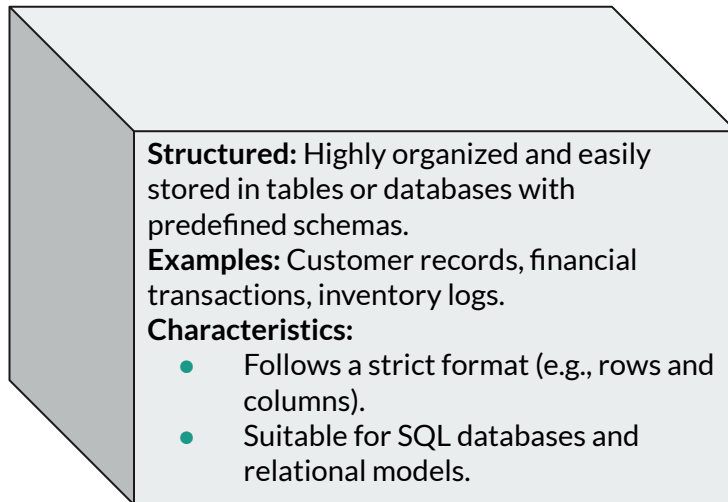 Structured: Highly organized and easily
stored in tables or databases with
predefined schemas.
Examples: Customer records, financial
transactions, inventory logs.
Characteristics:
● Follows a strict format (e.g., rows and
columns).
● Suitable for SQL databases and
relational models.